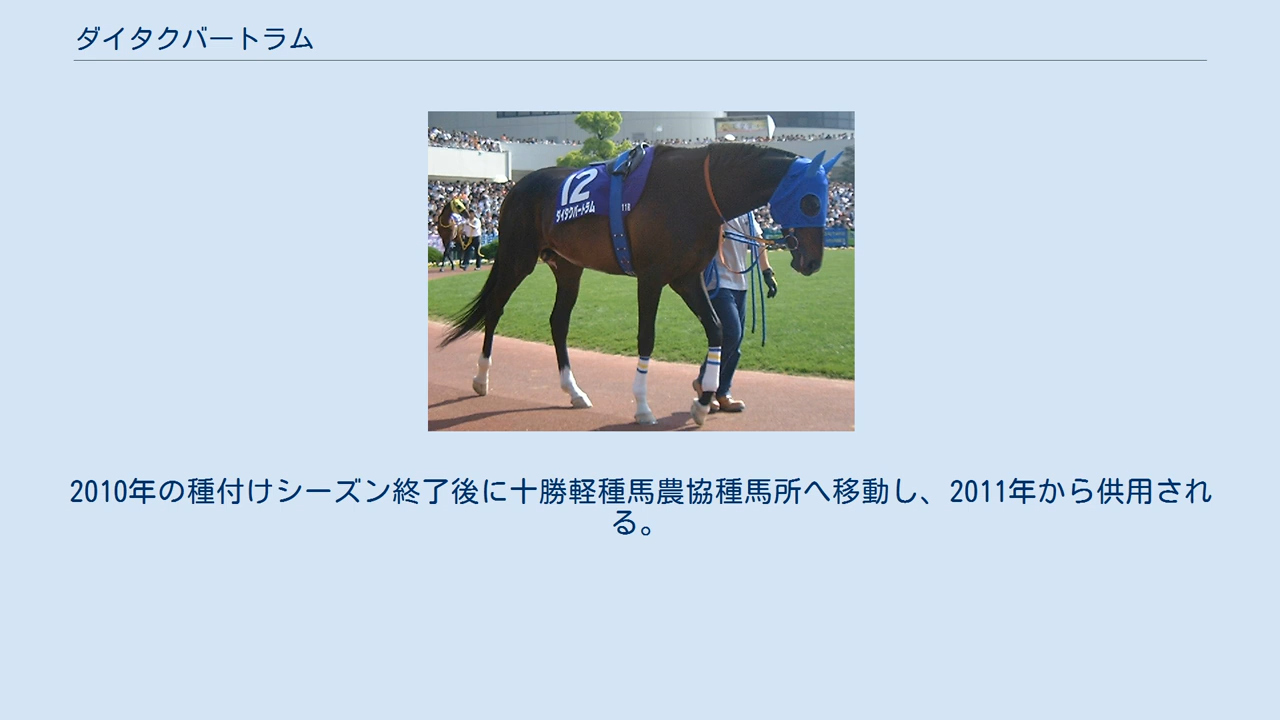 ダイタクバートラム
12
ダイタクバートラム
11R
2010年の種付けシーズン終了後に十勝軽種馬農協種馬所へ移動し、2011年から供用され
る。